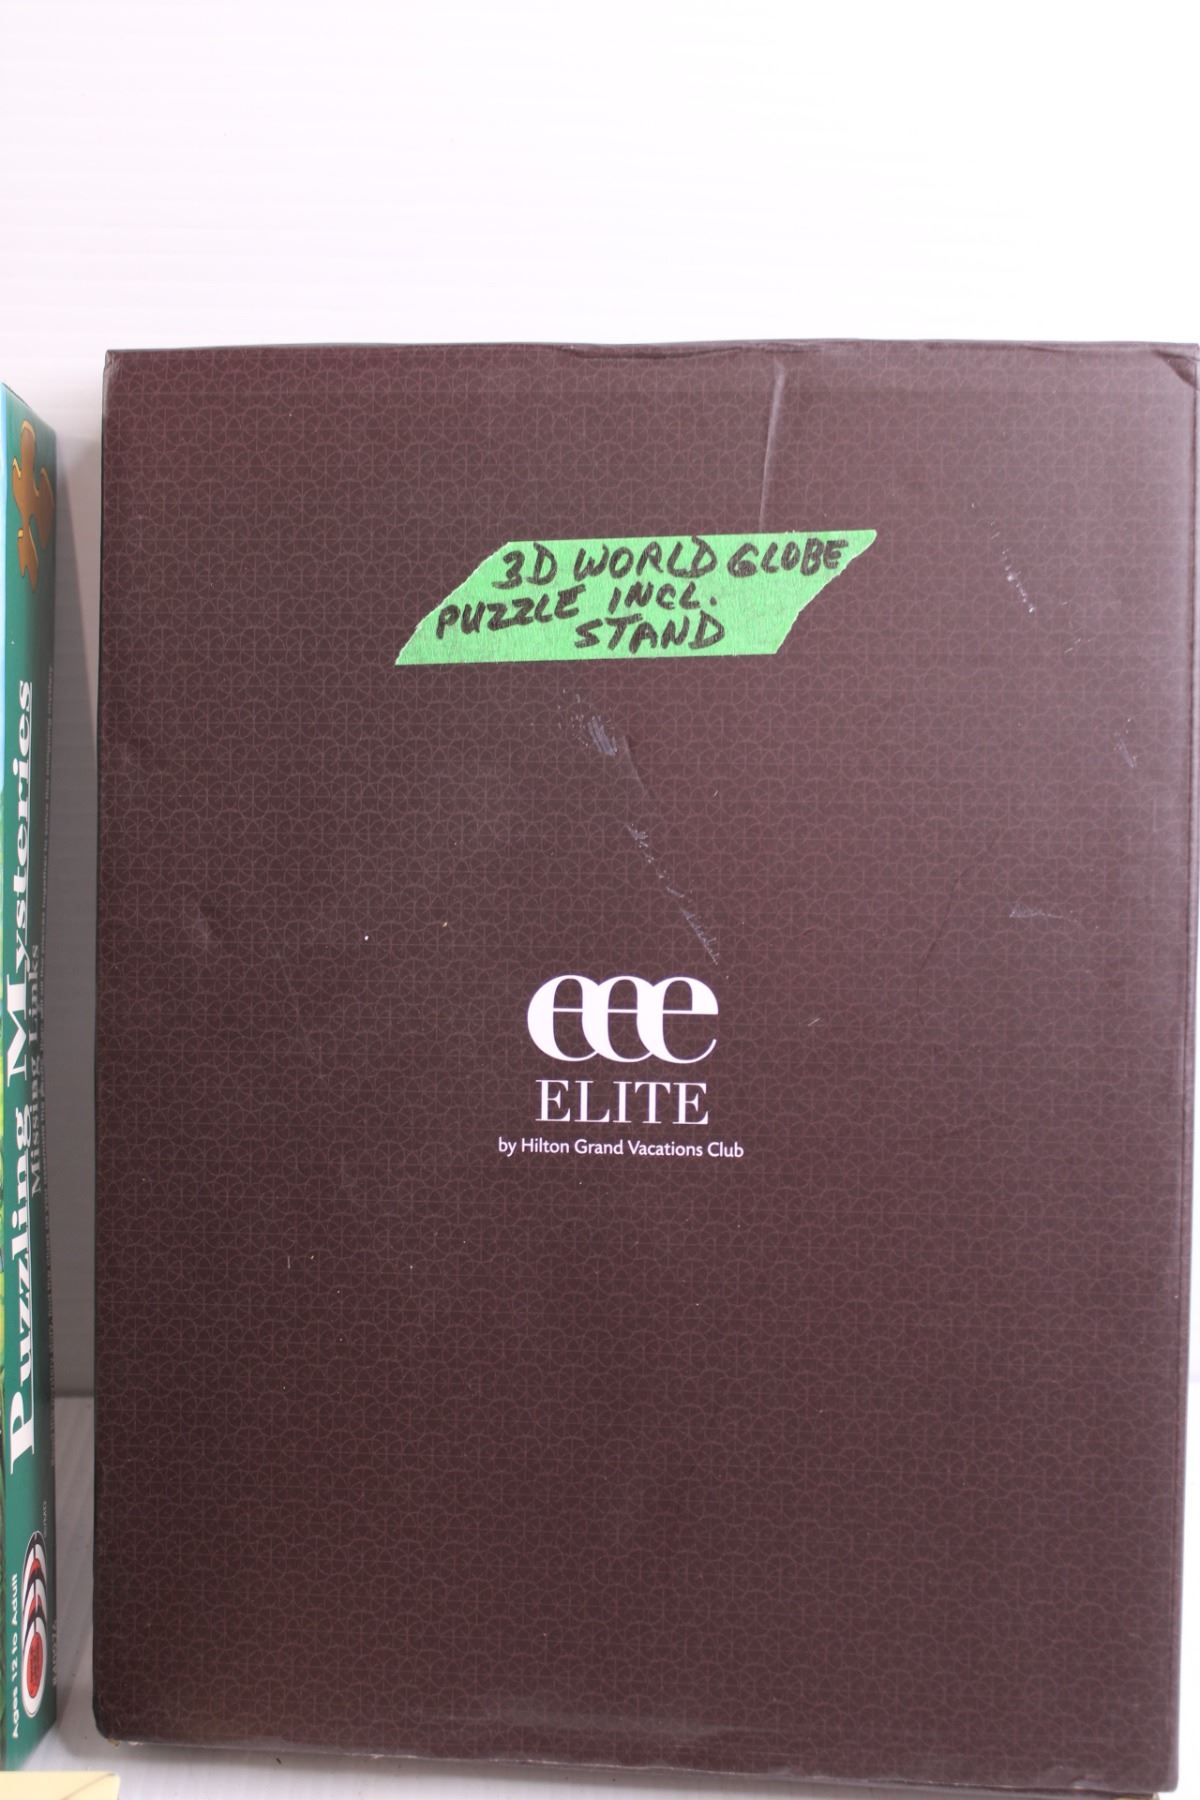 3D WORLD GLOBE
PUZZLE INCL.
STAND
eee
ELITE
by Hilton Grand Vacations Club
Puzzling Mysteries
Missing Links
Ages 12 to Adult